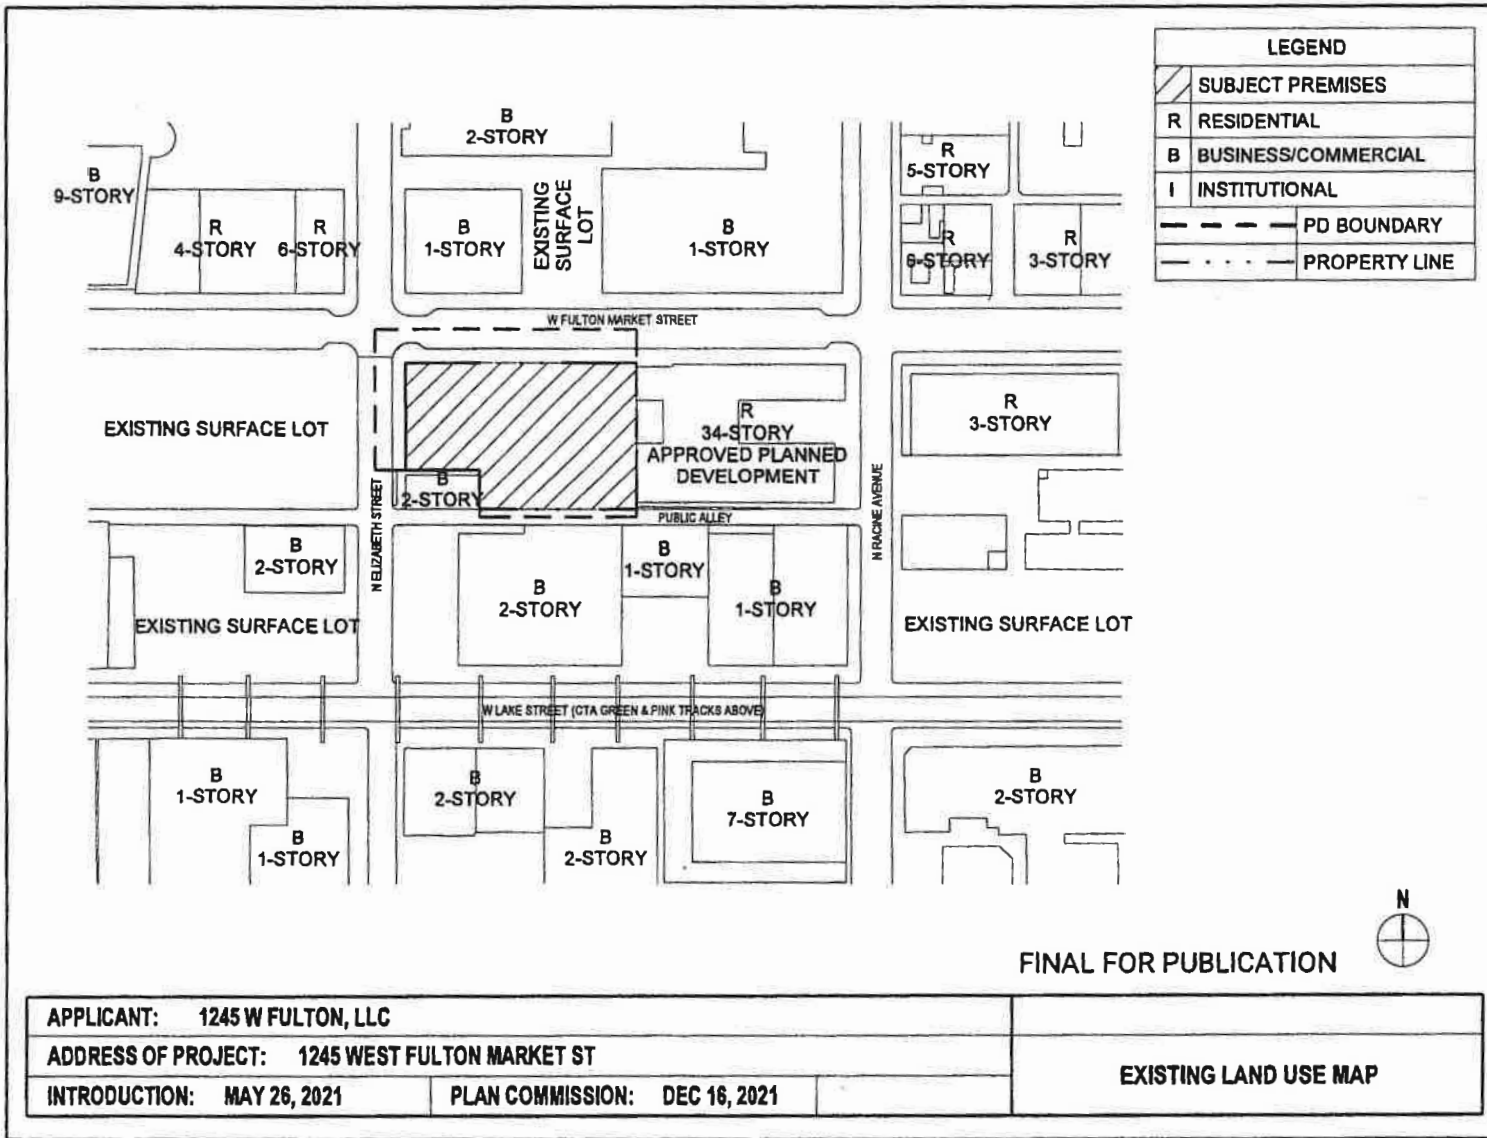 LEGEND
SUBJECT PREMISES
R RESIDENTIAL
B BUSINESS/COMMERCIAL
I INSTITUTIONAL
PD BOUNDARY
PROPERTY LINE
B
2-STORY
B
9-STORY
R
4-STORY
R
6-STORY
B
1-STORY
EXISTING
SURFACE
LOT
B
1-STORY
R
5-STORY
R
6-STORY
R
3-STORY
W FULTON MARKET STREET
EXISTING SURFACE LOT
B
2-STORY
R
34-STORY
APPROVED PLANNED
DEVELOPMENT
R
3-STORY
N ELIZABETH STREET
PUBLIC ALLEY
N RACINE AVENUE
B
2-STORY
EXISTING SURFACE LOT
B
2-STORY
B
1-STORY
B
1-STORY
EXISTING SURFACE LOT
W LAKE STREET (CTA GREEN & PINK TRACKS ABOVE)
B
1-STORY
B
1-STORY
B
2-STORY
B
2-STORY
B
7-STORY
B
2-STORY
N
FINAL FOR PUBLICATION
APPLICANT: 1245 W FULTON, LLC
ADDRESS OF PROJECT: 1245 WEST FULTON MARKET ST
INTRODUCTION: MAY 26, 2021 PLAN COMMISSION: DEC 16, 2021
EXISTING LAND USE MAP